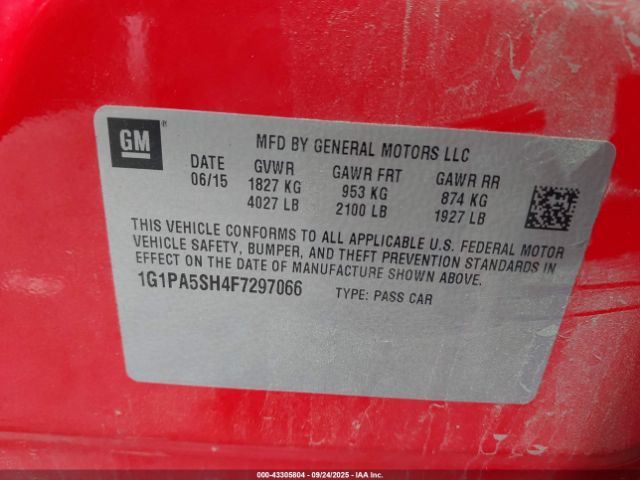 GM ®
MFD BY GENERAL MOTORS LLC
DATE GVWR GAWR FRT GAWR RR
06/15 1827 KG 953 KG 874 KG
4027 LB 2100 LB 1927 LB
THIS VEHICLE CONFORMS TO ALL APPLICABLE U.S. FEDERAL MOTOR
VEHICLE SAFETY, BUMPER, AND THEFT PREVENTION STANDARDS IN
EFFECT ON THE DATE OF MANUFACTURE SHOWN ABOVE.
1G1PA5SH4F7297066 TYPE: PASS CAR
000-43305804 - 09/24/2025 - IAAI, Inc.